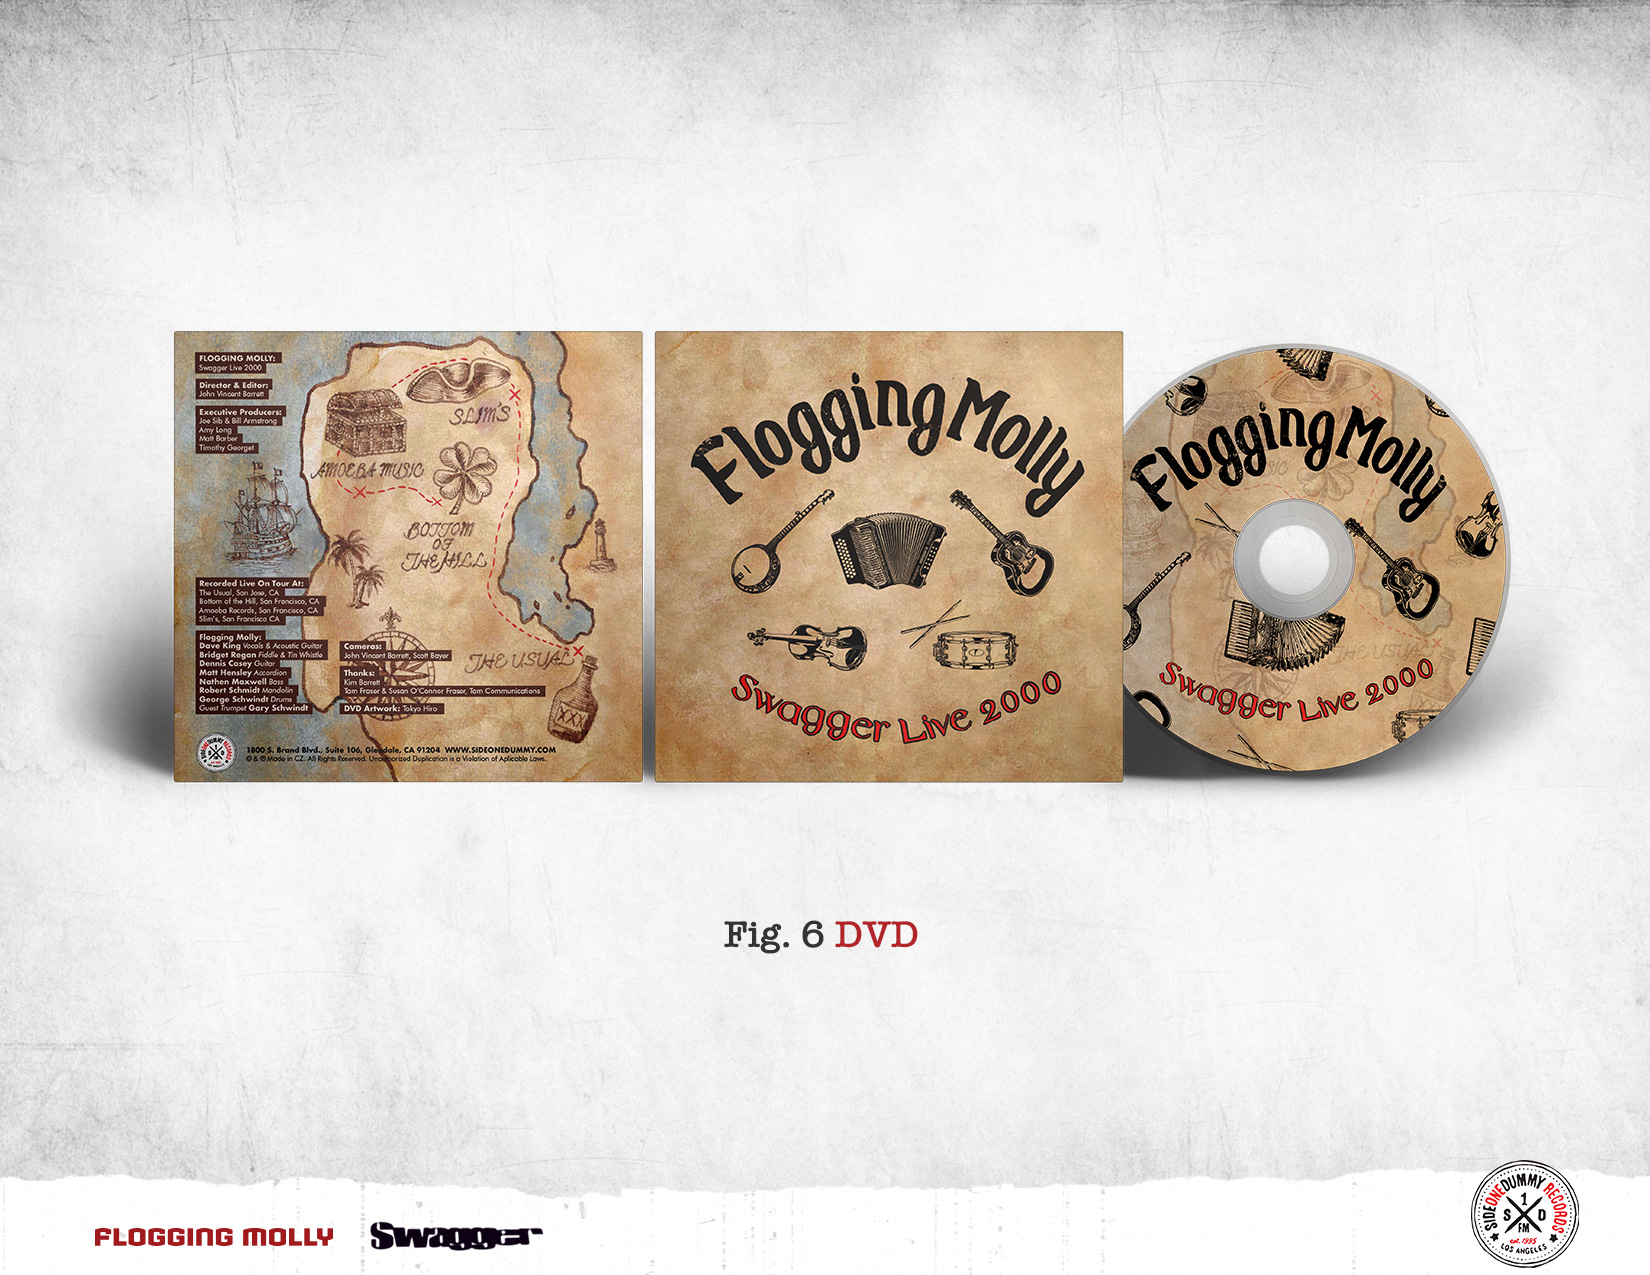 FLOGGING MOLLY:
Swagger Live 2000
Director & Editor:
John Vincent Barrett
Executive Producers:
Joe Sib & Bill Armstrong
Amy Long
Matt Barber
Timothy Georget
SLIM'S
AMOEBA MUSIC
BOTTOM
OF
THE HILL
THE USUAL
XXX
Recorded Live On Tour At:
The Usual, San Jose, CA
Bottom of the Hill, San Francisco, CA
Amoeba Records, San Francisco, CA
Slim's, San Francisco CA
Flogging Molly:
Dave King Vocals & Acoustic Guitar
Bridget Regan Fiddle & Tin Whistle
Dennis Casey Guitar
Matt Hensley Accordion
Nathen Maxwell Bass
Robert Schmidt Mandolin
George Schwindt Drums
Guest Trumpet Gary Schwindt
Cameras:
John Vincent Barrett, Scott Bayer
Thanks:
Kim Barrett
Tom Fraser & Susan O'Connor Fraser, Tom Communications
DVD Artwork: Tokyo Hiro
1800 S. Brand Blvd., Suite 106, Glendale, CA 91204 WWW.SIDEONEDUMMY.COM
© & ℗ Made in CZ. All Rights Reserved. Unauthorized Duplication is a Violation of Aplicable Laws.
Flogging Molly
Swagger Live 2000
Flogging Molly
THE USUAL
Swagger Live 2000
Fig. 6 DVD
FLOGGING MOLLY
Swagger
SIDEONEDUMMY RECORDS
1
S D
FM
est. 1995
LOS ANGELES